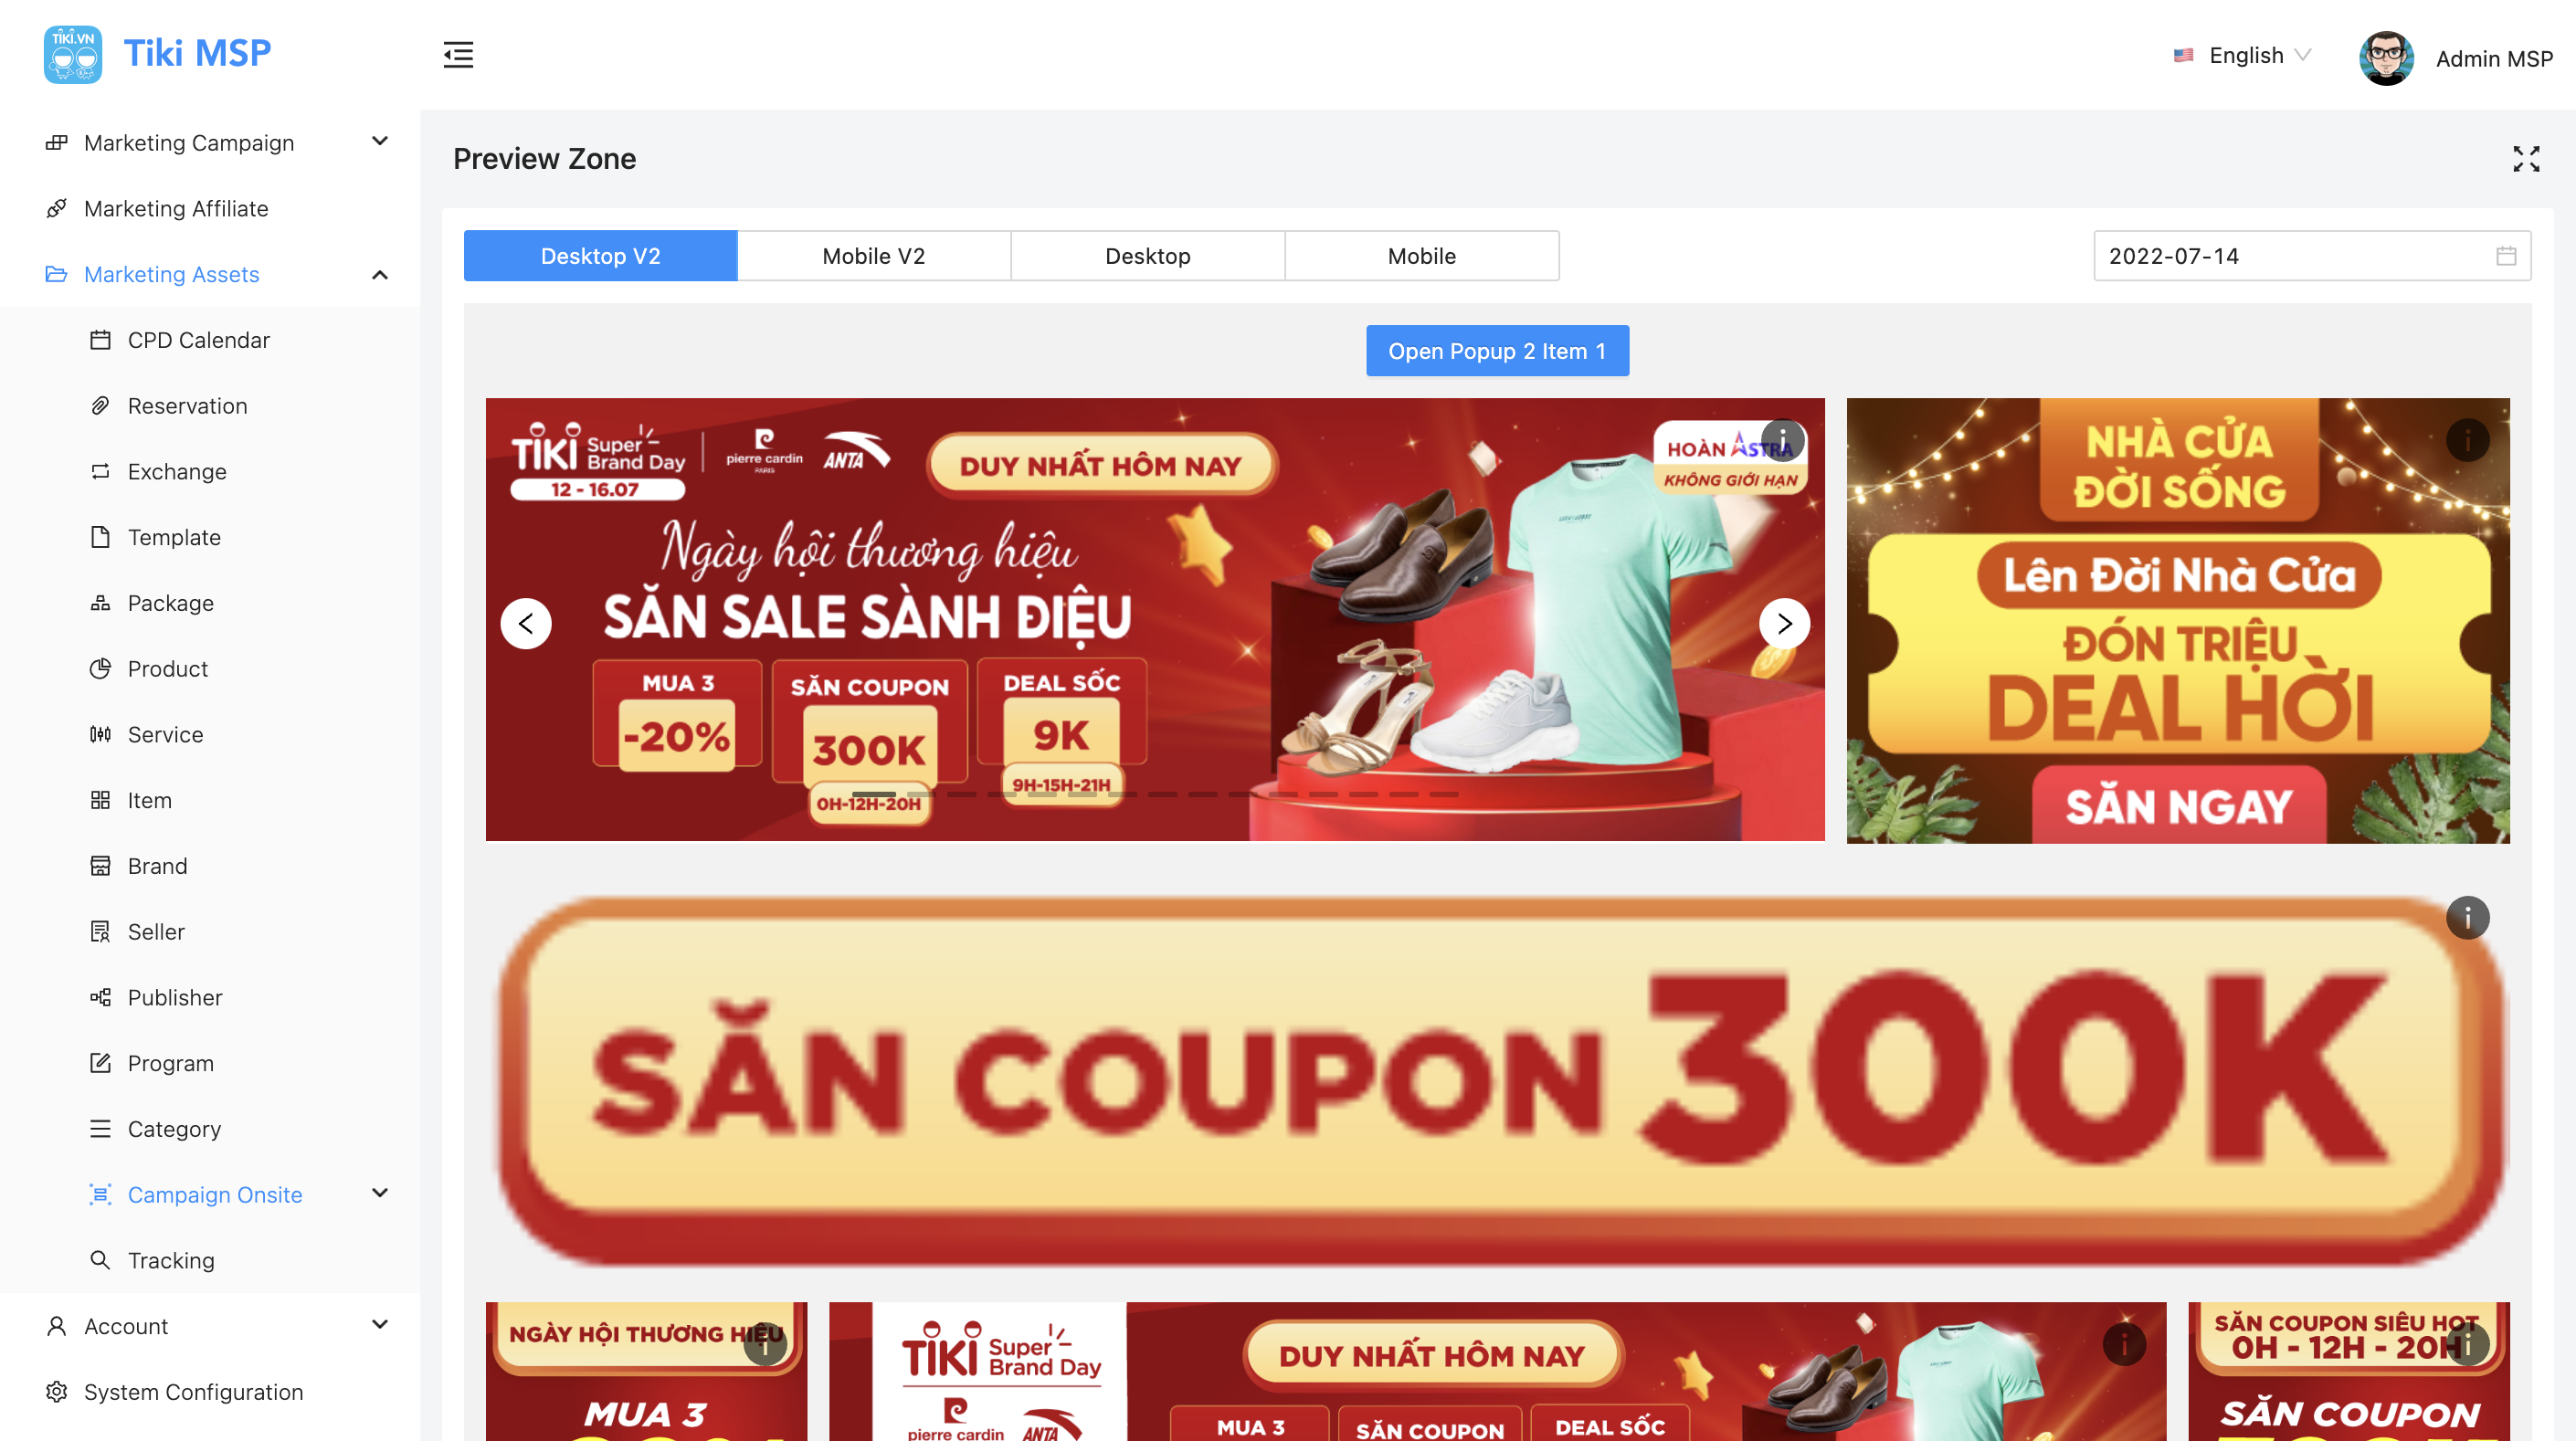 TIKI.VN
Tiki MSP
English
Admin MSP
Marketing Campaign
Marketing Affiliate
Marketing Assets
CPD Calendar
Reservation
Exchange
Template
Package
Product
Service
Item
Brand
Seller
Publisher
Program
Category
Campaign Onsite
Tracking
Account
System Configuration
Preview Zone
Desktop V2
Mobile V2
Desktop
Mobile
2022-07-14
Open Popup 2 Item 1
TIKI Super Brand Day
12 - 16.07
pierre cardin
PARIS
ANTA
DUY NHẤT HÔM NAY
HOÀN ASTRA
KHÔNG GIỚI HẠN
Ngày hội thương hiệu
SĂN SALE SÀNH ĐIỆU
MUA 3
-20%
SĂN COUPON
300K
0H-12H-20H
DEAL SỐC
9K
9H-15H-21H
NHÀ CỬA
ĐỜI SỐNG
Lên Đời Nhà Cửa
ĐÓN TRIỆU
DEAL HỜI
SĂN NGAY
SĂN COUPON 300K
NGÀY HỘI THƯƠNG HIỆU
MUA 3
TIKI Super Brand Day
pierre cardin
ANTA
DUY NHẤT HÔM NAY
MUA 3
SĂN COUPON
DEAL SỐC
SĂN COUPON SIÊU HOT
0H - 12H - 20H
SĂN COUPON